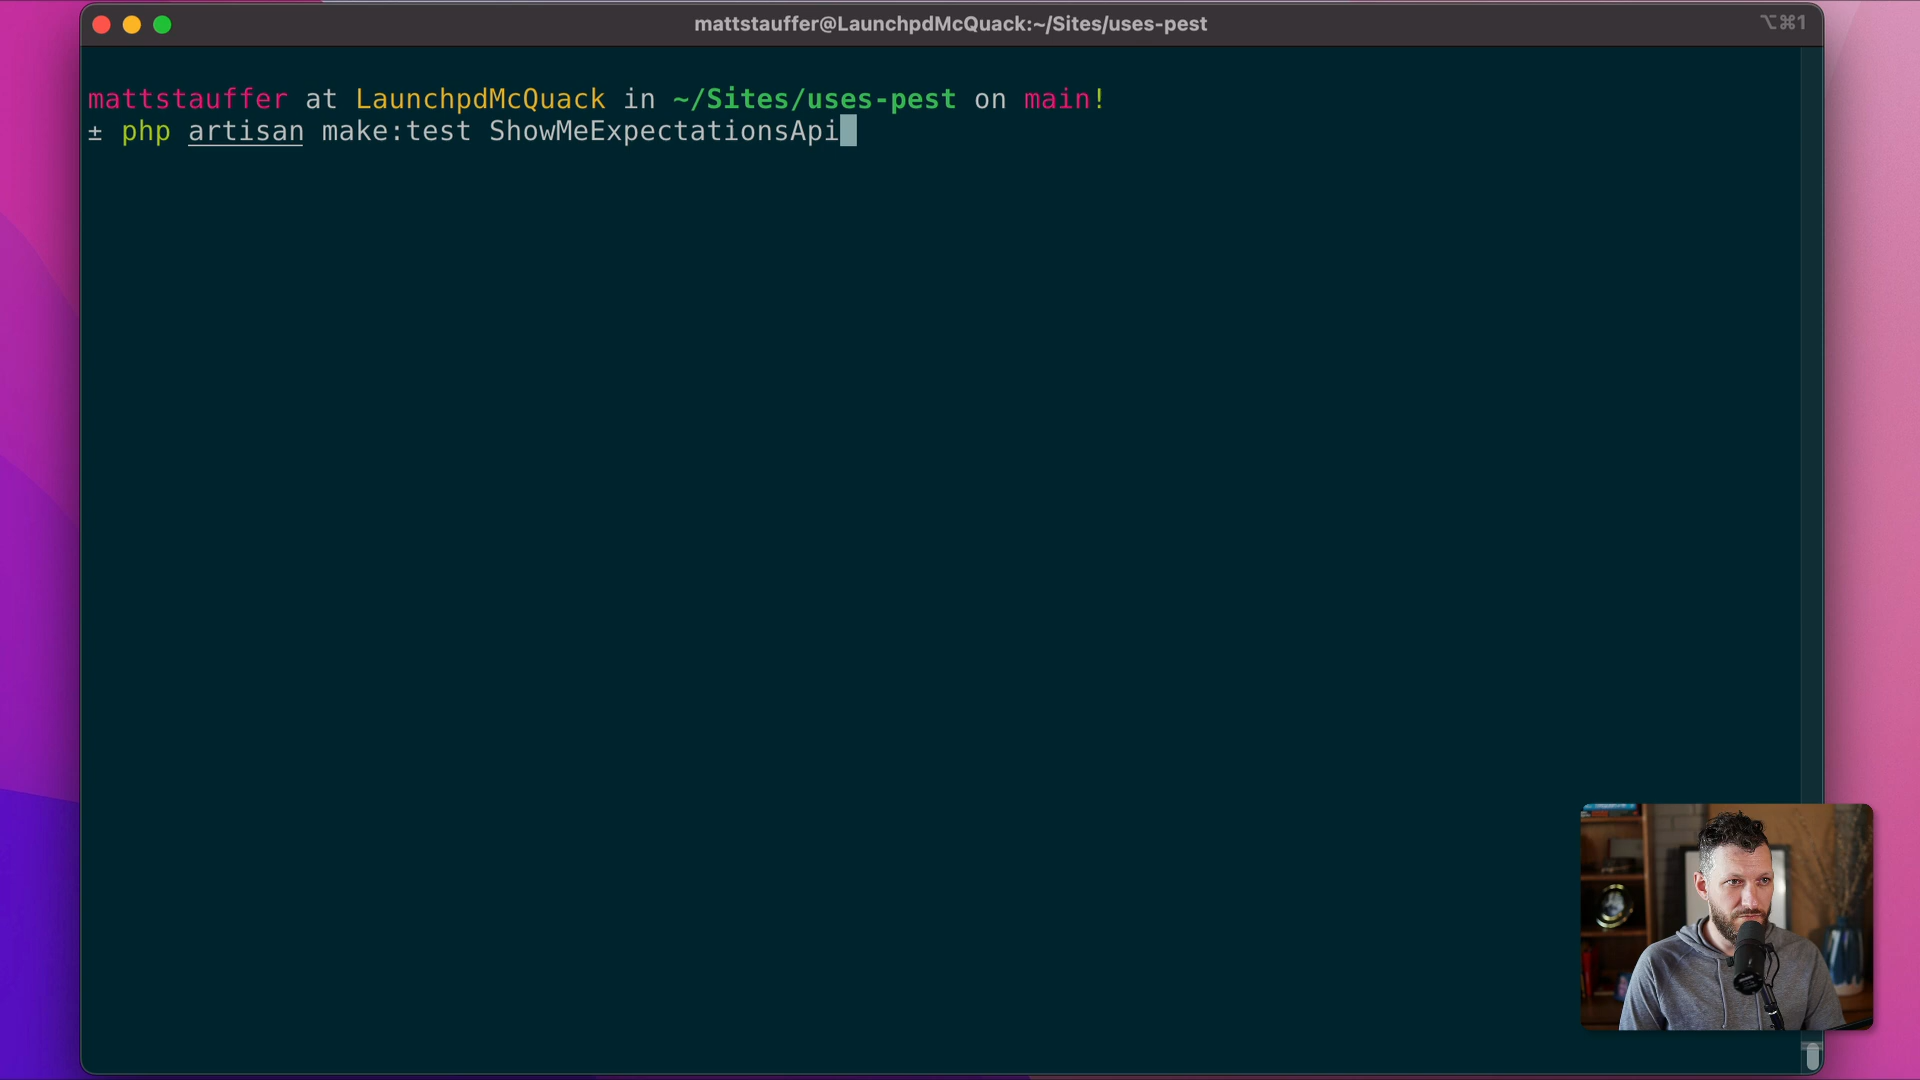 mattstauffer@LaunchpdMcQuack:~/Sites/uses-pest
⌥⌘1
mattstauffer at LaunchpdMcQuack in ~/Sites/uses-pest on main!
± php artisan make:test ShowMeExpectationsApi